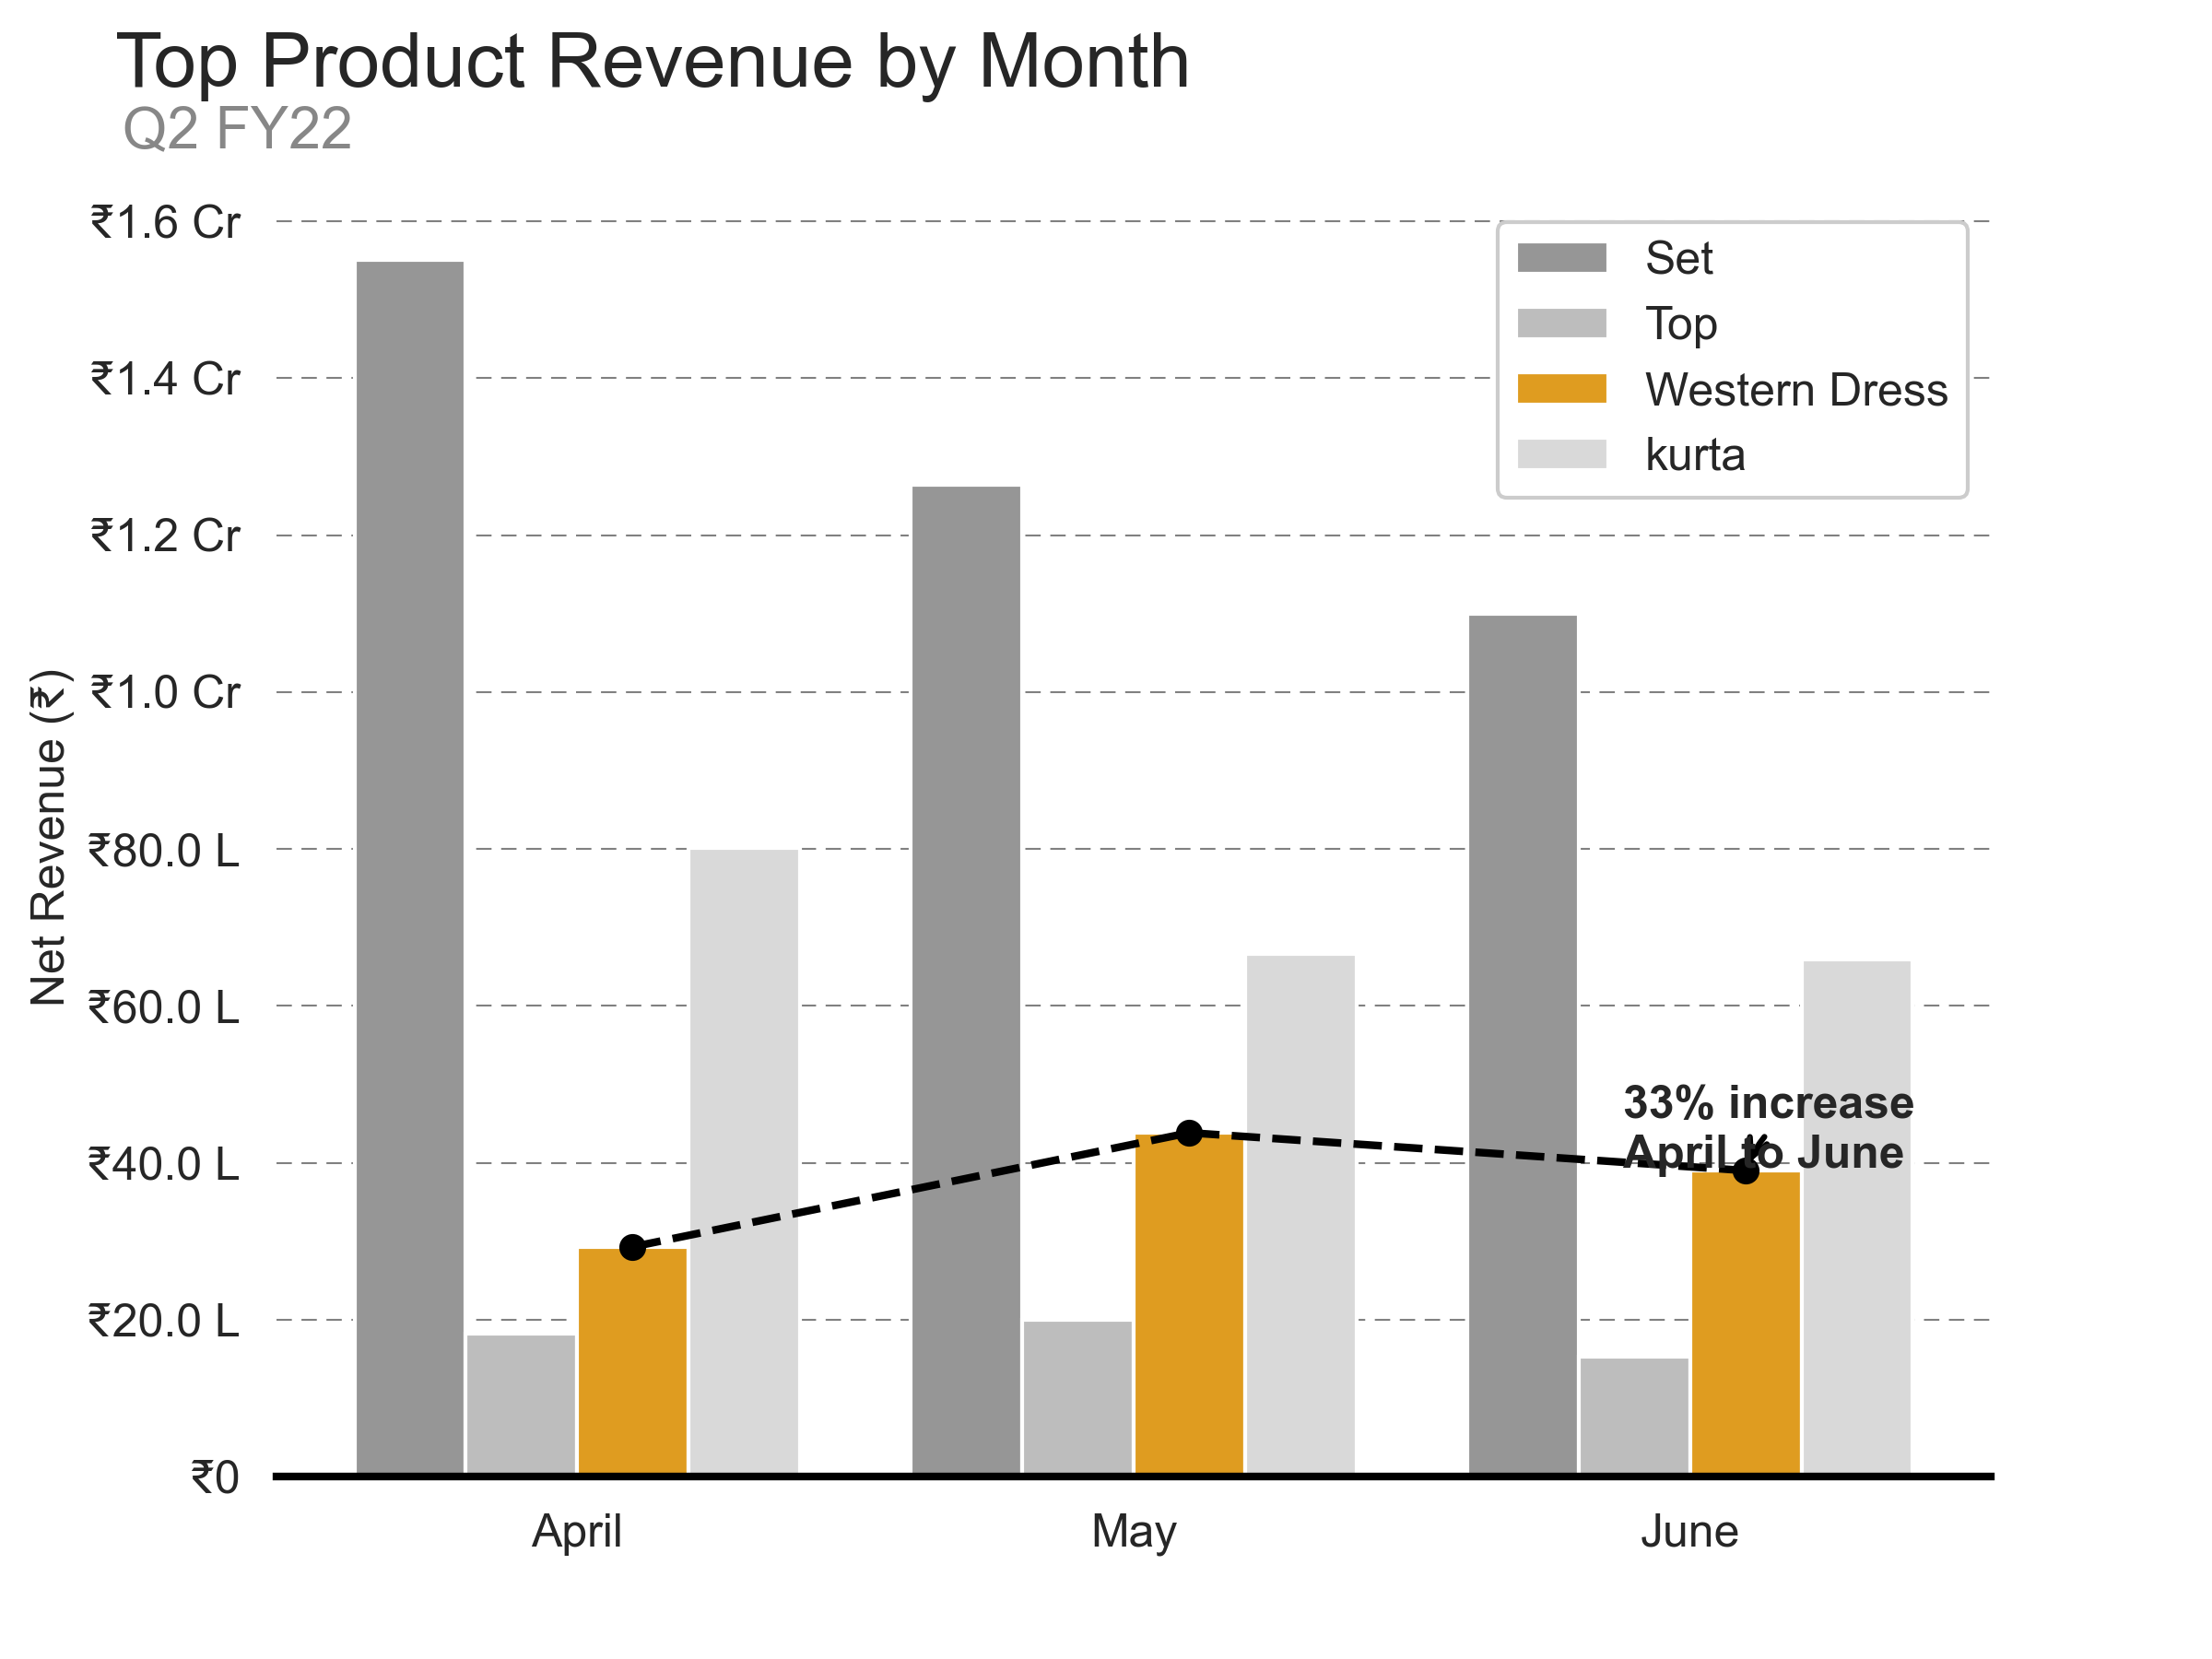 Top Product Revenue by Month
Q2 FY22
₹1.6 Cr
₹1.4 Cr
₹1.2 Cr
₹1.0 Cr
₹80.0 L
₹60.0 L
₹40.0 L
₹20.0 L
₹0
Net Revenue (₹)
Set
Top
Western Dress
kurta
33% increase
April to June
April
May
June